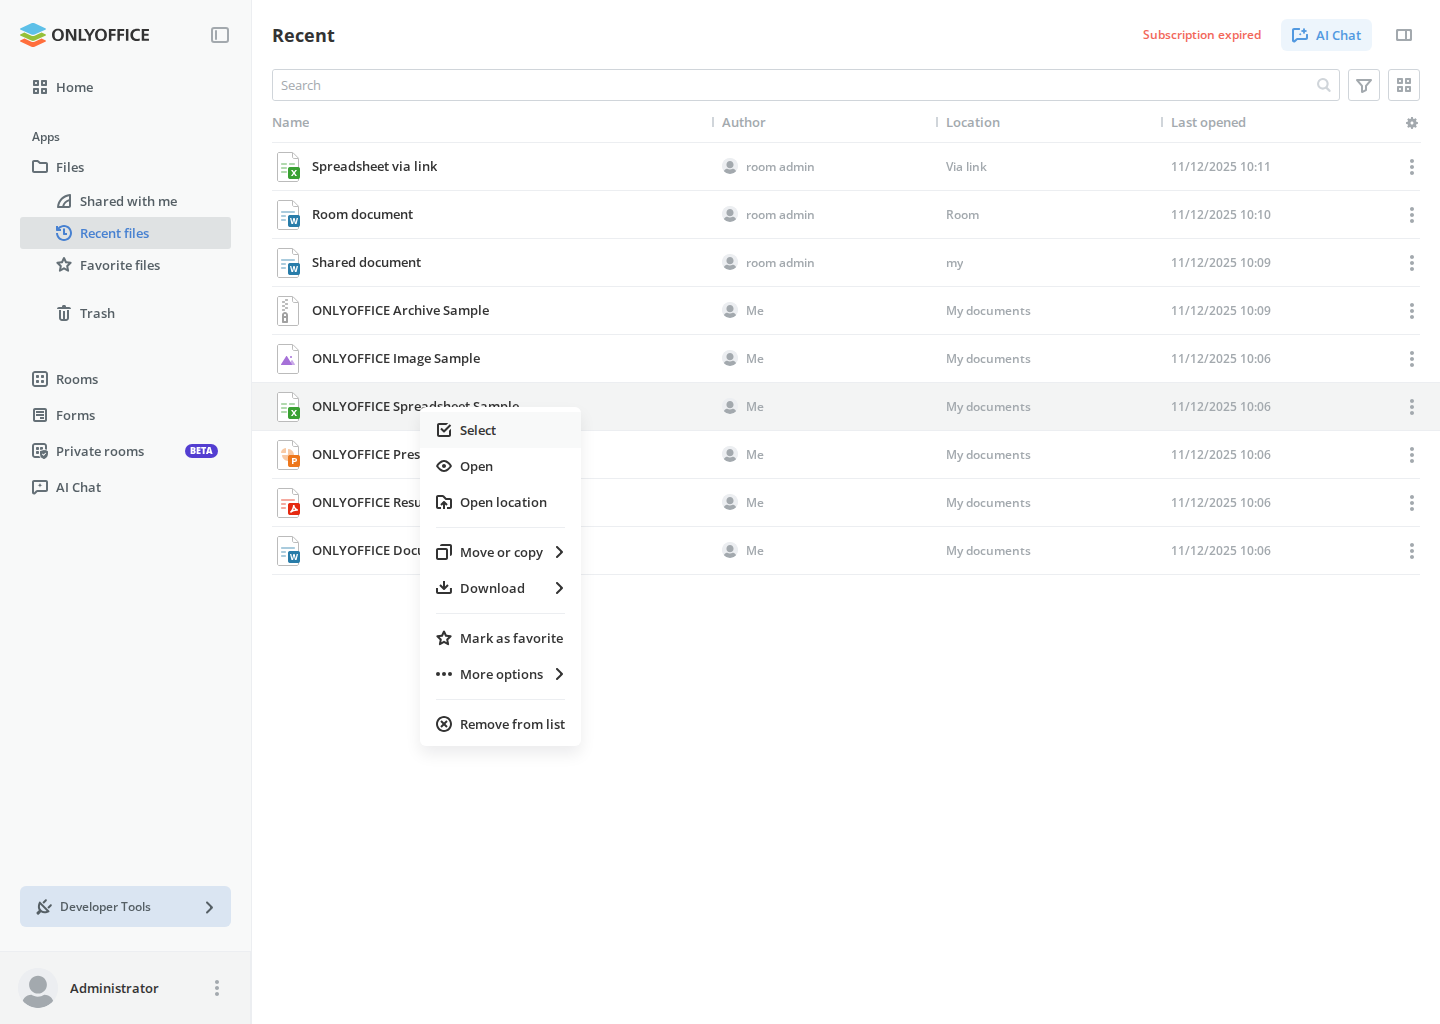 ONLYOFFICE
Home
Apps
Files
Shared with me
Recent files
Favorite files
Trash
Rooms
Forms
Private rooms BETA
AI Chat
Developer Tools
Administrator
Recent
Subscription expired
AI Chat
Search
Name Author Location Last opened
Spreadsheet via link room admin Via link 11/12/2025 10:11
Room document room admin Room 11/12/2025 10:10
Shared document room admin my 11/12/2025 10:09
ONLYOFFICE Archive Sample Me My documents 11/12/2025 10:09
ONLYOFFICE Image Sample Me My documents 11/12/2025 10:06
ONLYOFFICE Spreadsheet Sample Me My documents 11/12/2025 10:06
ONLYOFFICE Pres Me My documents 11/12/2025 10:06
ONLYOFFICE Resu Me My documents 11/12/2025 10:06
ONLYOFFICE Docu Me My documents 11/12/2025 10:06
Select
Open
Open location
Move or copy
Download
Mark as favorite
More options
Remove from list